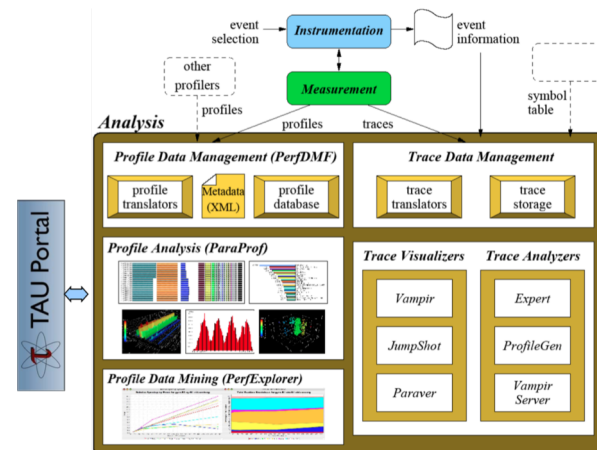 event
selection
Instrumentation
event
information
other
profilers
Measurement
symbol
table
profiles
profiles
traces
Analysis
Profile Data Management (PerfDMF)
profile
translators
Metadata
(XML)
profile
database
Trace Data Management
trace
translators
trace
storage
TAU Portal
Profile Analysis (ParaProf)
Trace Visualizers
Vampir
JumpShot
Paraver
Trace Analyzers
Expert
ProfileGen
Vampir
Server
Profile Data Mining (PerfExplorer)